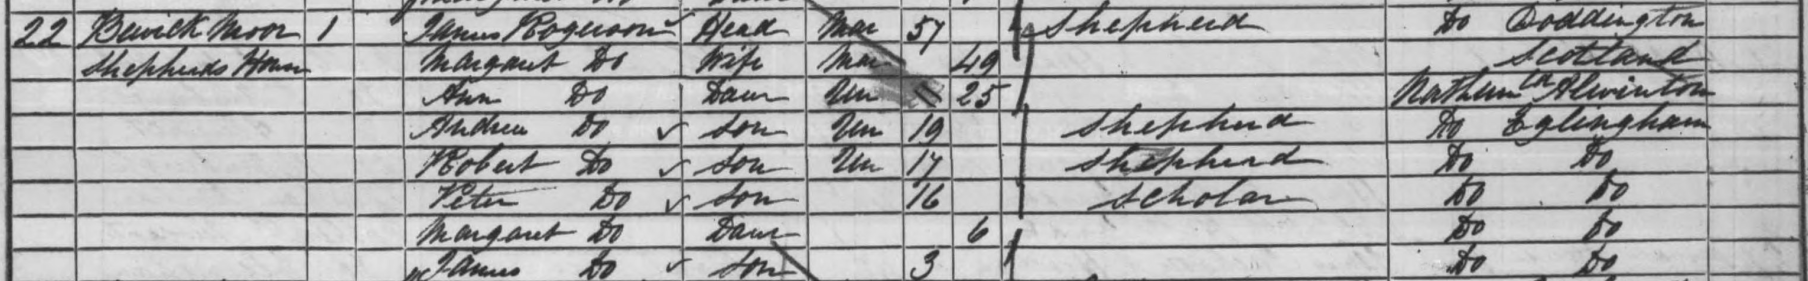 22 Bewick Moor 1 James Rogerson Head Mar 57 Shepherd Do Doddington
Shepherds House Margaret Do Wife Mar 49 Scotland
Ann Do Daur Un 25 Northumbld Alwinton
Andrew Do Son Un 19 Shepherd Do Eglingham
Robert Do Son Un 17 Shepherd Do Do
Peter Do Son 16 Scholar Do Do
Margaret Do Daur 6 Do Do
James Do Son 3 Do Do